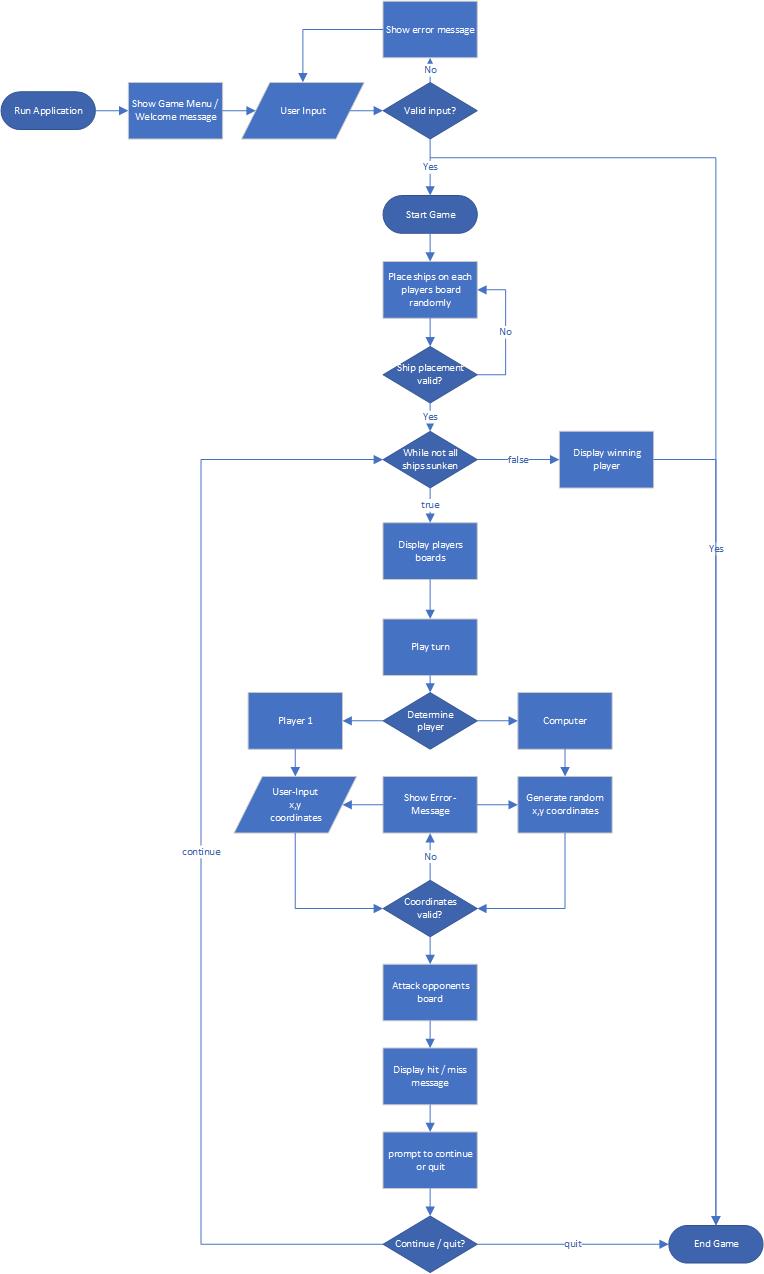 Show error message
No
Run Application
Show Game Menu /
Welcome message
User Input
Valid input?
Yes
Start Game
Place ships on each
players board
randomly
No
Ship placement
valid?
Yes
While not all
ships sunken
false
Display winning
player
true
Display players
boards
Yes
Play turn
Player 1
Determine
player
Computer
User-Input
x,y
coordinates
Show Error-
Message
Generate random
x,y coordinates
continue
No
Coordinates
valid?
Attack opponents
board
Display hit / miss
message
prompt to continue
or quit
Continue / quit?
quit
End Game